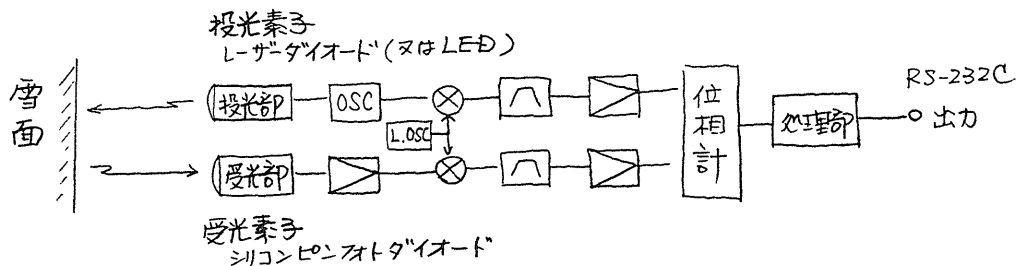 投光素子
レーザーダイオード(又はLED)
雪面
投光部
OSC
L.OSC
受光部
位相計
処理部
RS-232C
出力
受光素子
シリコンピンフォトダイオード